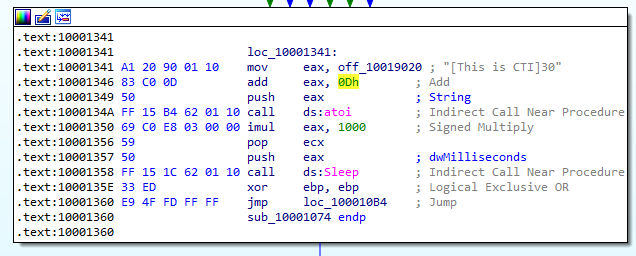 .text:10001341
.text:10001341 loc_10001341:
.text:10001341 A1 20 90 01 10 mov eax, off_10019020 ; "[This is CTI]30"
.text:10001346 83 C0 0D add eax, 0Dh ; Add
.text:10001349 50 push eax ; String
.text:1000134A FF 15 B4 62 01 10 call ds:atoi ; Indirect Call Near Procedure
.text:10001350 69 C0 E8 03 00 00 imul eax, 1000 ; Signed Multiply
.text:10001356 59 pop ecx
.text:10001357 50 push eax ; dwMilliseconds
.text:10001358 FF 15 1C 62 01 10 call ds:Sleep ; Indirect Call Near Procedure
.text:1000135E 33 ED xor ebp, ebp ; Logical Exclusive OR
.text:10001360 E9 4F FD FF FF jmp loc_100010B4 ; Jump
.text:10001360 sub_10001074 endp
.text:10001360